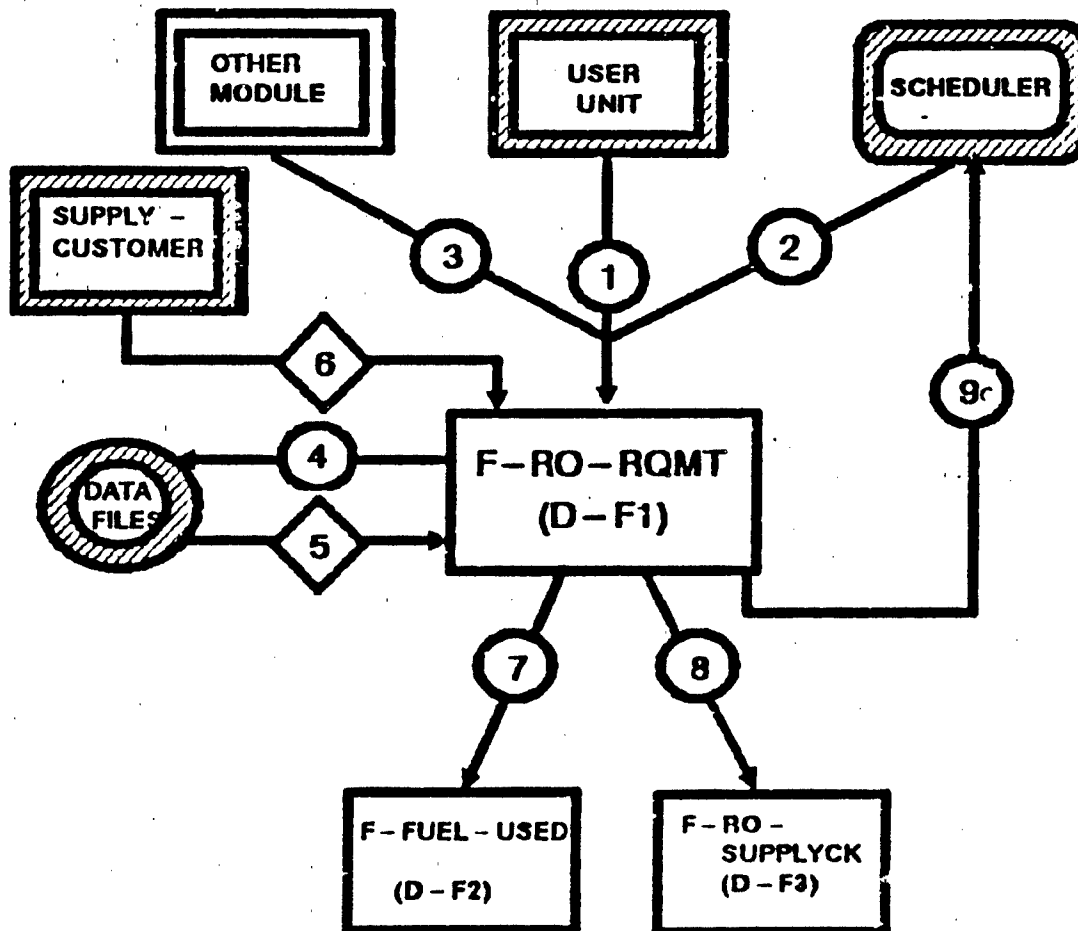 OTHER
MODULE
USER
UNIT
SCHEDULER
SUPPLY -
CUSTOMER
3
1
2
6
9c
4
DATA
FILES
5
F-RO-RQMT
(D-F1)
7
8
F-FUEL-USED
(D-F2)
F-RO-
SUPPLYCK
(D-F3)